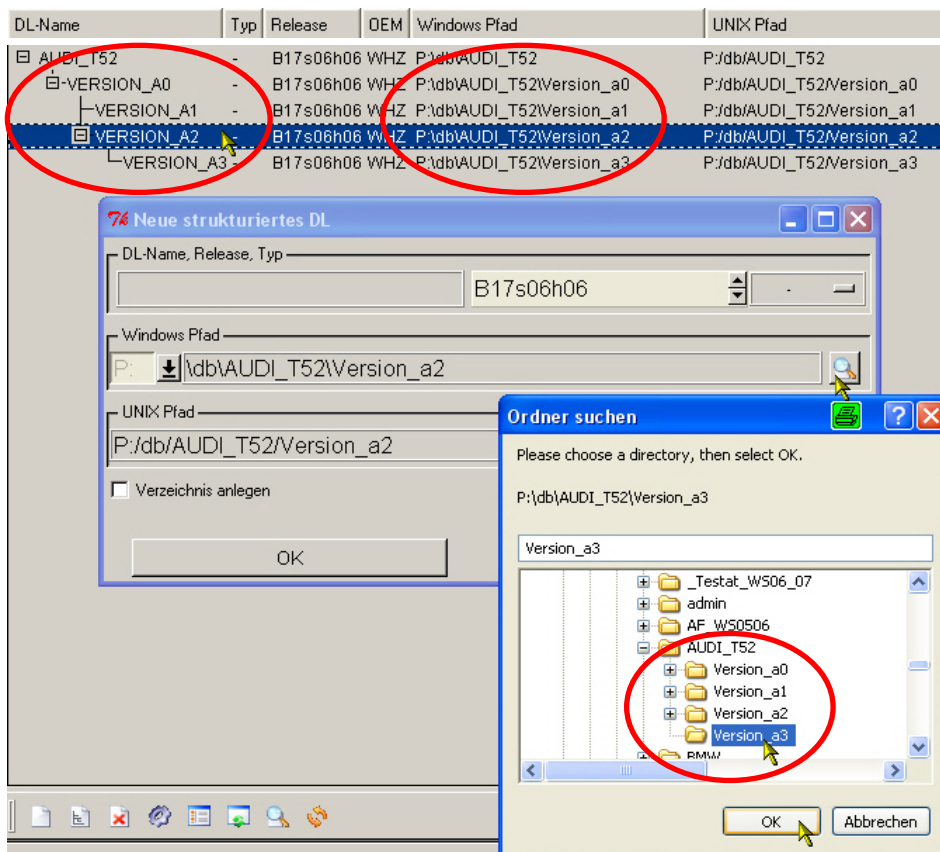 DL-Name Typ Release OEM Windows Pfad UNIX Pfad
AUDI_T52 - B17s06h06 WHZ P:\db\AUDI_T52 P:/db/AUDI_T52
VERSION_A0 - B17s06h06 WHZ P:\db\AUDI_T52\Version_a0 P:/db/AUDI_T52/Version_a0
VERSION_A1 - B17s06h06 WHZ P:\db\AUDI_T52\Version_a1 P:/db/AUDI_T52/Version_a1
VERSION_A2 - B17s06h06 WHZ P:\db\AUDI_T52\Version_a2 P:/db/AUDI_T52/Version_a2
VERSION_A3 - B17s06h06 WHZ P:\db\AUDI_T52\Version_a3 P:/db/AUDI_T52/Version_a3
Neue strukturiertes DL
DL-Name, Release, Typ
B17s06h06 -
Windows Pfad
P: \db\AUDI_T52\Version_a2
UNIX Pfad
P:/db/AUDI_T52/Version_a2
Verzeichnis anlegen
OK
Ordner suchen
Please choose a directory, then select OK.
P:\db\AUDI_T52\Version_a3
Version_a3
_Testat_WS06_07
admin
AF_WS0506
AUDI_T52
Version_a0
Version_a1
Version_a2
Version_a3
BMW
OK Abbrechen